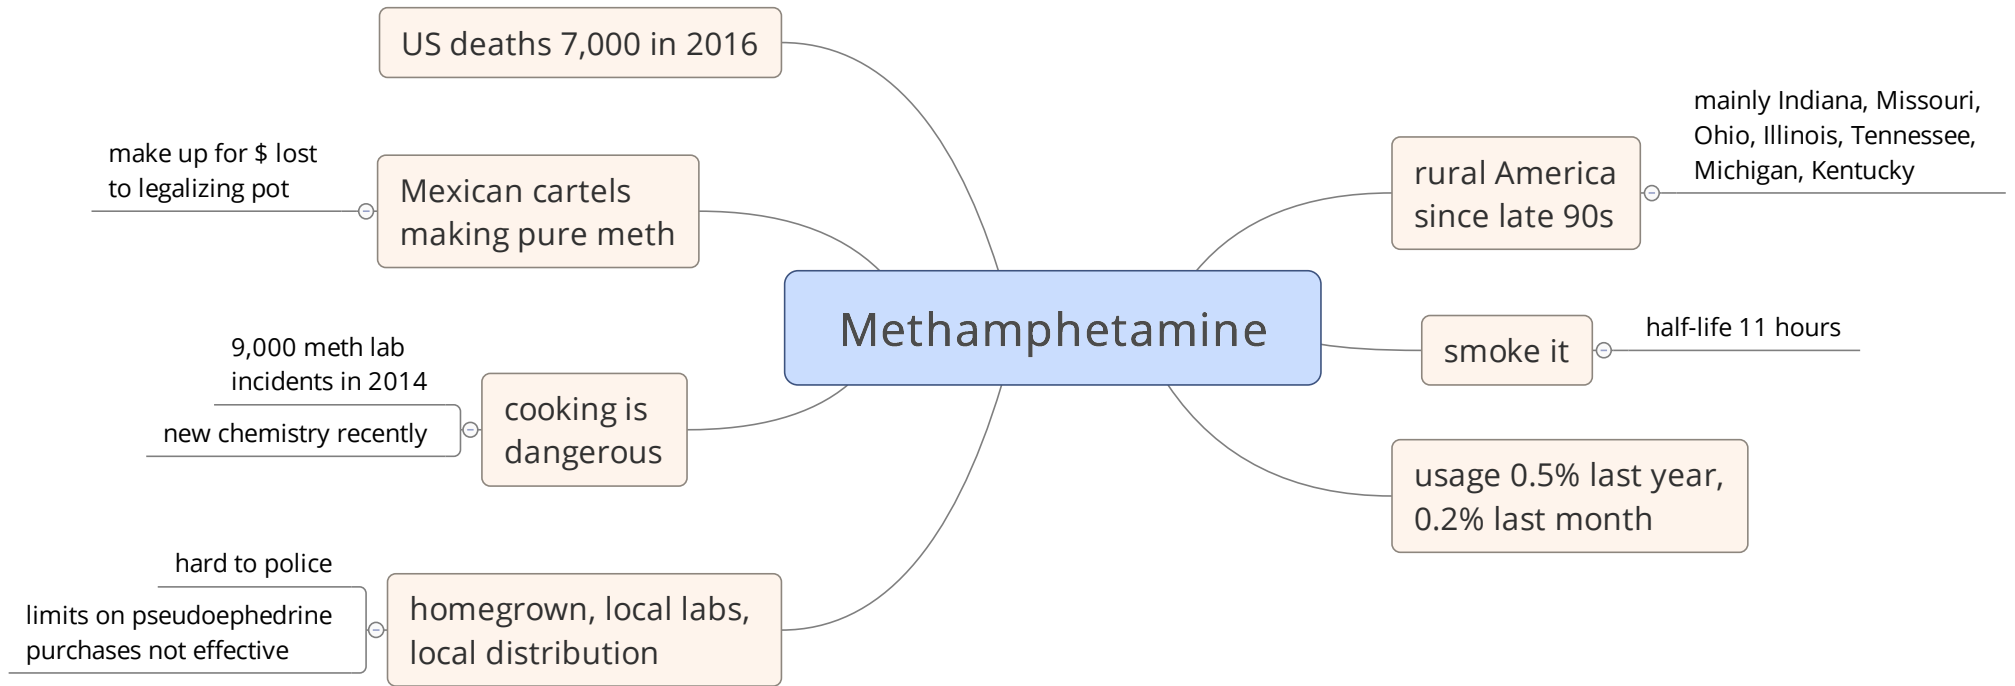 US deaths 7,000 in 2016
make up for $ lost
to legalizing pot
Mexican cartels
making pure meth
9,000 meth lab
incidents in 2014
new chemistry recently
cooking is
dangerous
hard to police
limits on pseudoephedrine
purchases not effective
homegrown, local labs,
local distribution
Methamphetamine
rural America
since late 90s
mainly Indiana, Missouri,
Ohio, Illinois, Tennessee,
Michigan, Kentucky
smoke it
half-life 11 hours
usage 0.5% last year,
0.2% last month